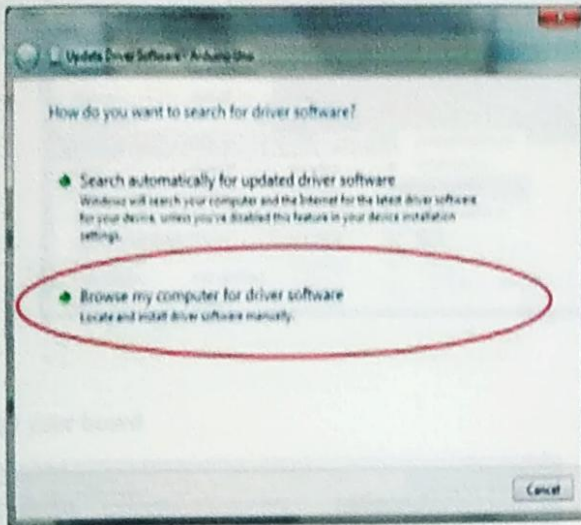 Update Driver Software - Arduino Uno
How do you want to search for driver software?
Search automatically for updated driver software
Windows will search your computer and the Internet for the latest driver software
for your device, unless you've disabled this feature in your device installation
settings.
Browse my computer for driver software
Locate and install driver software manually.
your board
Cancel